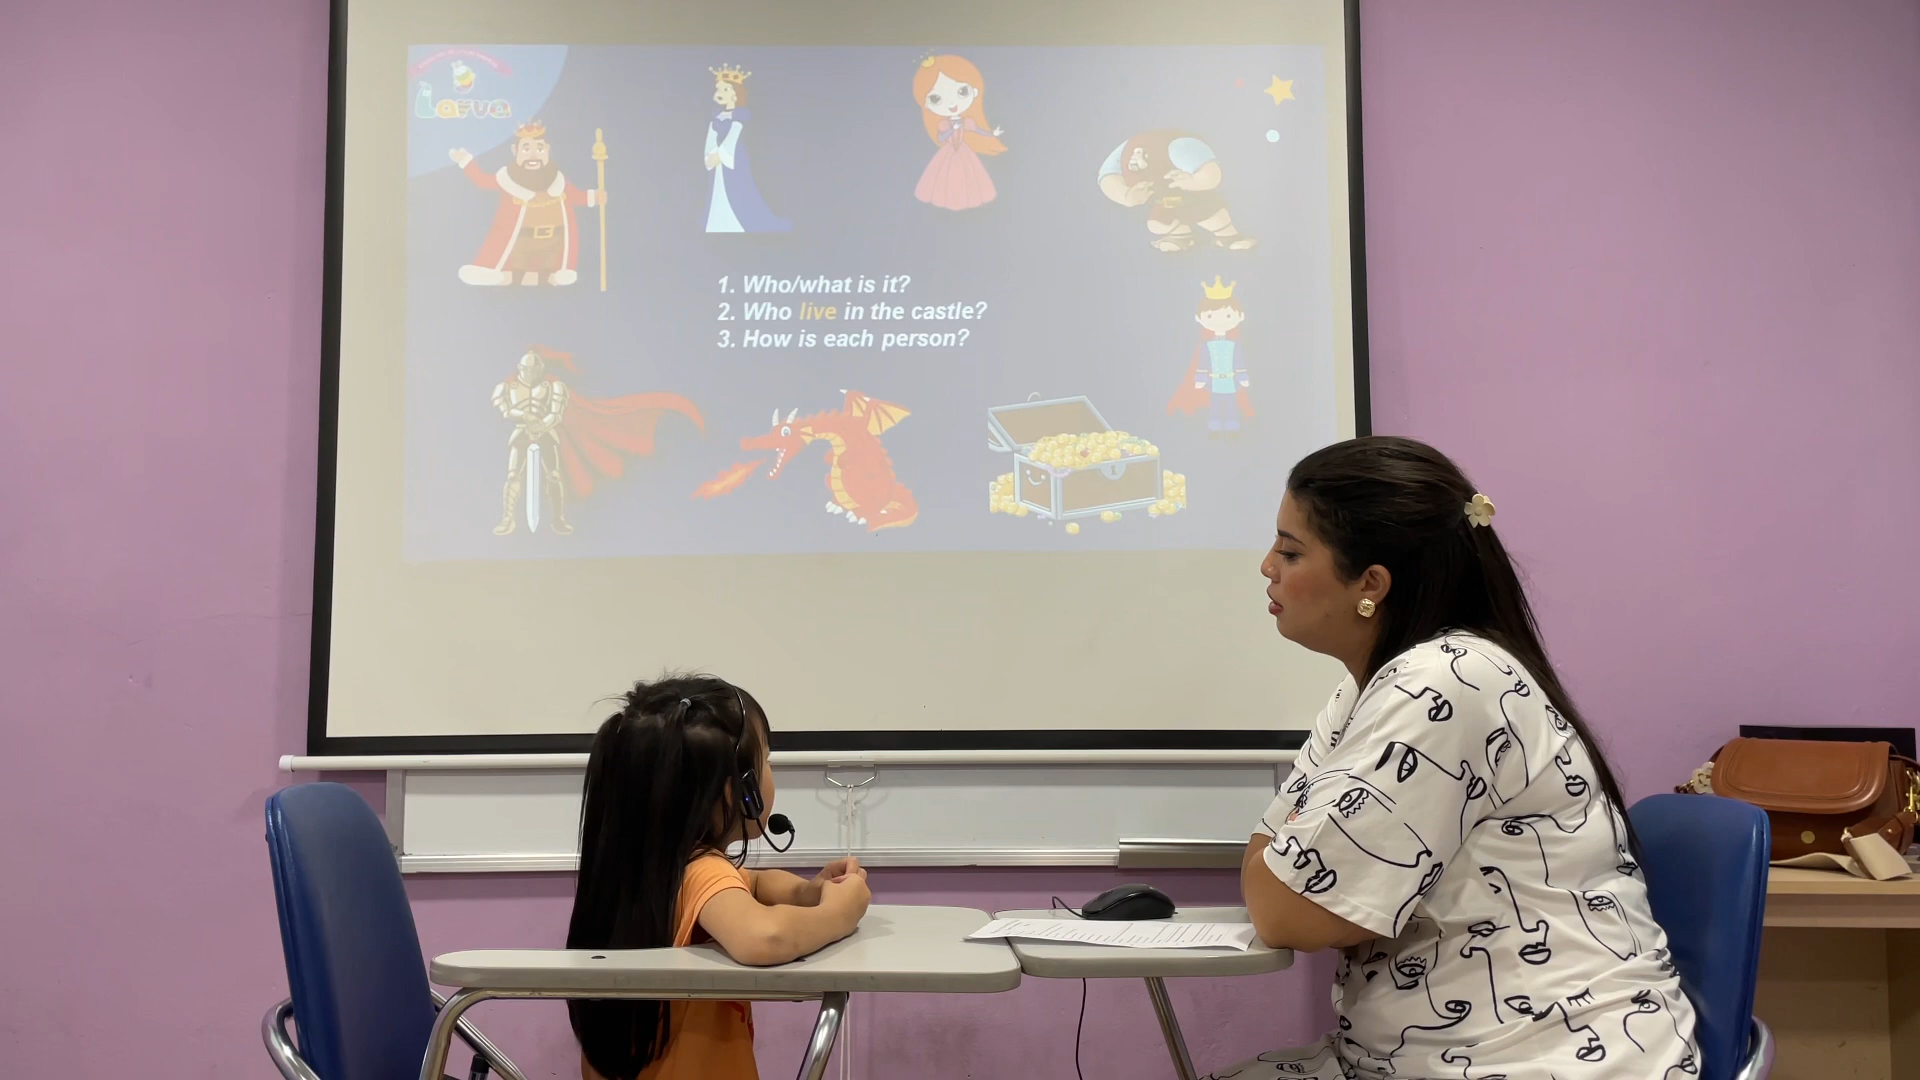 Larva
1. Who/what is it?
2. Who live in the castle?
3. How is each person?